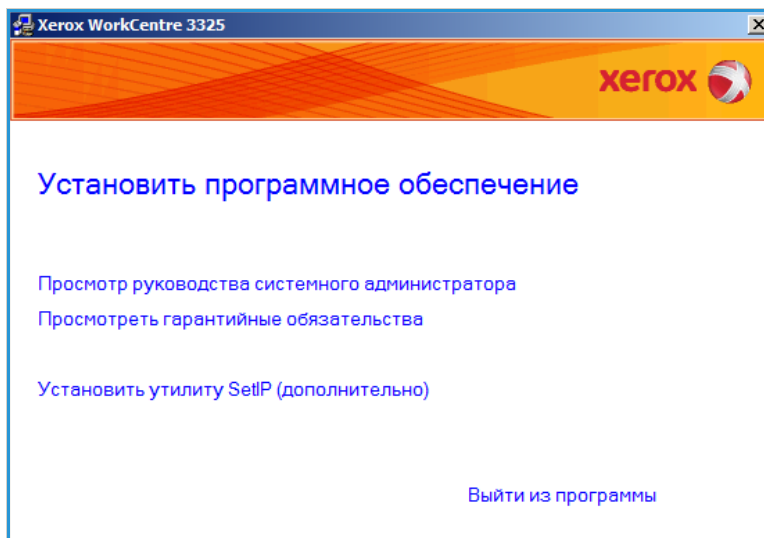 Xerox WorkCentre 3325
xerox
Установить программное обеспечение
Просмотр руководства системного администратора
Просмотреть гарантийные обязательства
Установить утилиту SetIP (дополнительно)
Выйти из программы